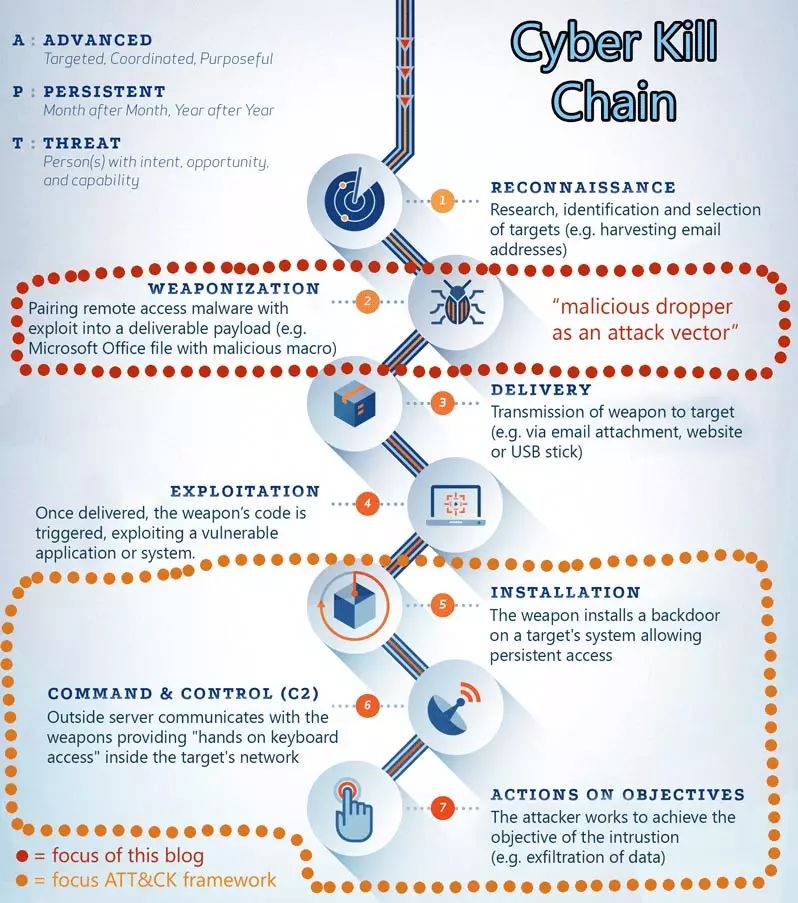 A : ADVANCED
Targeted, Coordinated, Purposeful
P : PERSISTENT
Month after Month, Year after Year
T : THREAT
Person(s) with intent, opportunity,
and capability
Cyber Kill
Chain
1
RECONNAISSANCE
Research, identification and selection
of targets (e.g. harvesting email
addresses)
WEAPONIZATION
2
Pairing remote access malware with
exploit into a deliverable payload (e.g.
Microsoft Office file with malicious macro)
“malicious dropper
as an attack vector”
3
DELIVERY
Transmission of weapon to target
(e.g. via email attachment, website
or USB stick)
EXPLOITATION
4
Once delivered, the weapon's code is
triggered, exploiting a vulnerable
application or system.
5
INSTALLATION
The weapon installs a backdoor
on a target's system allowing
persistent access
COMMAND & CONTROL (C2)
6
Outside server communicates with the
weapons providing "hands on keyboard
access" inside the target's network
7
ACTIONS ON OBJECTIVES
The attacker works to achieve the
objective of the intrustion
(e.g. exfiltration of data)
= focus of this blog
= focus ATT&CK framework